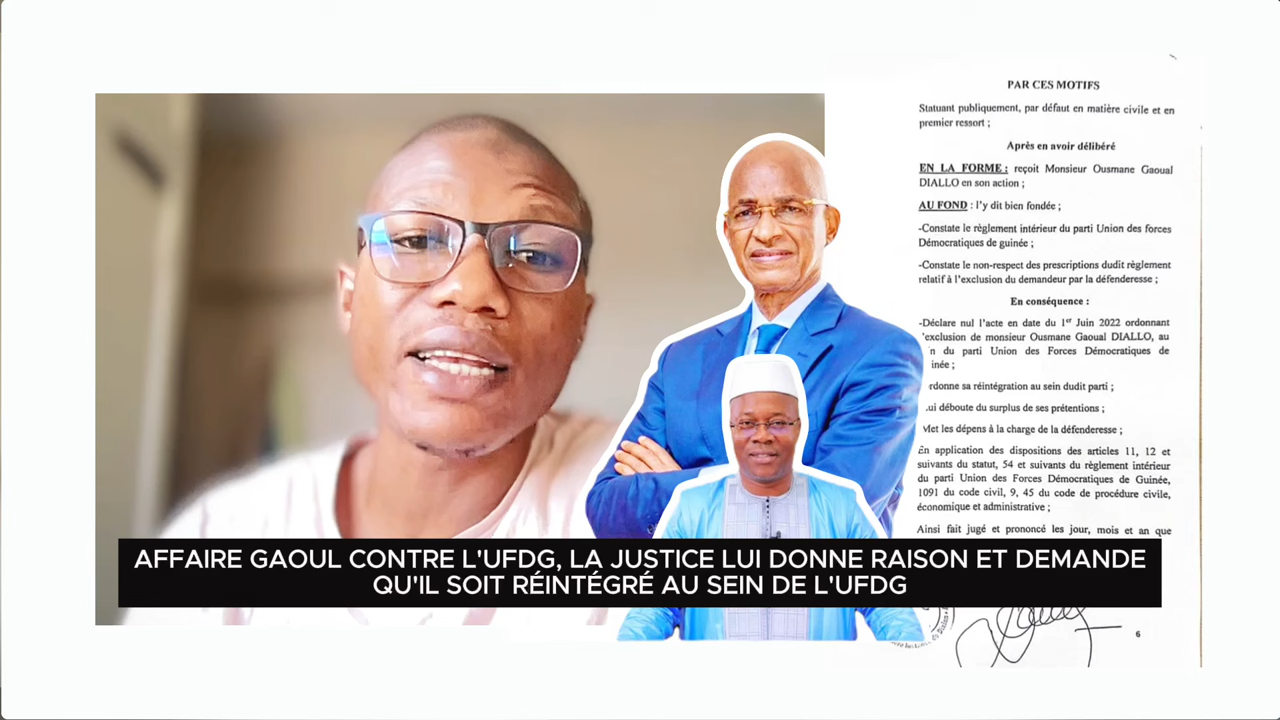 PAR CES MOTIFS
Statuant publiquement, par défaut en matière civile et en
premier ressort ;
Après en avoir délibéré
EN LA FORME : reçoit Monsieur Ousmane Gaoual
DIALLO en son action ;
AU FOND : l'y dit bien fondée ;
-Constate le règlement intérieur du parti Union des forces
Démocratiques de guinée ;
-Constate le non-respect des prescriptions dudit règlement
relatif à l'exclusion du demandeur par la défenderesse ;
En conséquence :
-Déclare nul l'acte en date du 1er Juin 2022 ordonnant
'exclusion de monsieur Ousmane Gaoual DIALLO, au
n du parti Union des Forces Démocratiques de
inée ;
rdonne sa réintégration au sein dudit parti ;
ui déboute du surplus de ses prétentions ;
Met les dépens à la charge de la défenderesse ;
En application des dispositions des articles 11, 12 et
suivants du statut, 54 et suivants du règlement intérieur
du parti Union des Forces Démocratiques de Guinée,
1091 du code civil, 9, 45 du code de procédure civile,
économique et administrative ;
Ainsi fait jugé et prononcé les jour, mois et an que
AFFAIRE GAOUL CONTRE L'UFDG, LA JUSTICE LUI DONNE RAISON ET DEMANDE
QU'IL SOIT RÉINTÉGRÉ AU SEIN DE L'UFDG
6